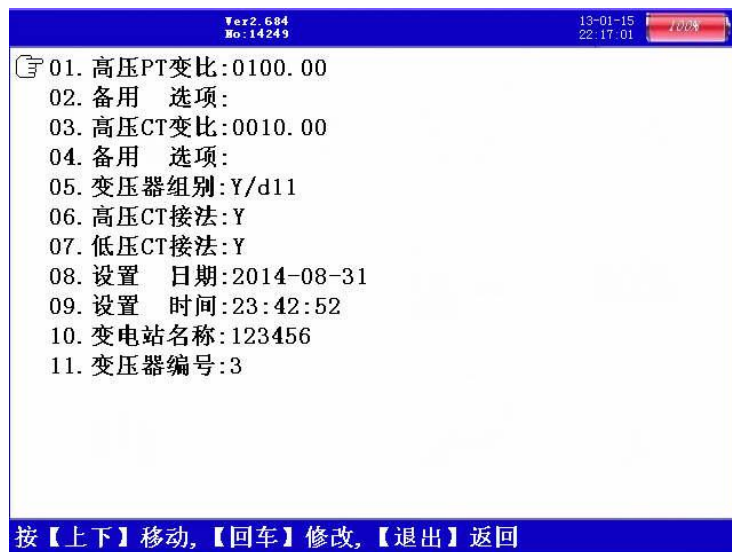 Ver2.684
No:14249
13-01-15
22:17:01
100%
01.高压PT变比:0100.00
02.备用 选项:
03.高压CT变比:0010.00
04.备用 选项:
05.变压器组别:Y/d11
06.高压CT接法:Y
07.低压CT接法:Y
08.设置 日期:2014-08-31
09.设置 时间:23:42:52
10.变电站名称:123456
11.变压器编号:3
按【上下】移动,【回车】修改,【退出】返回